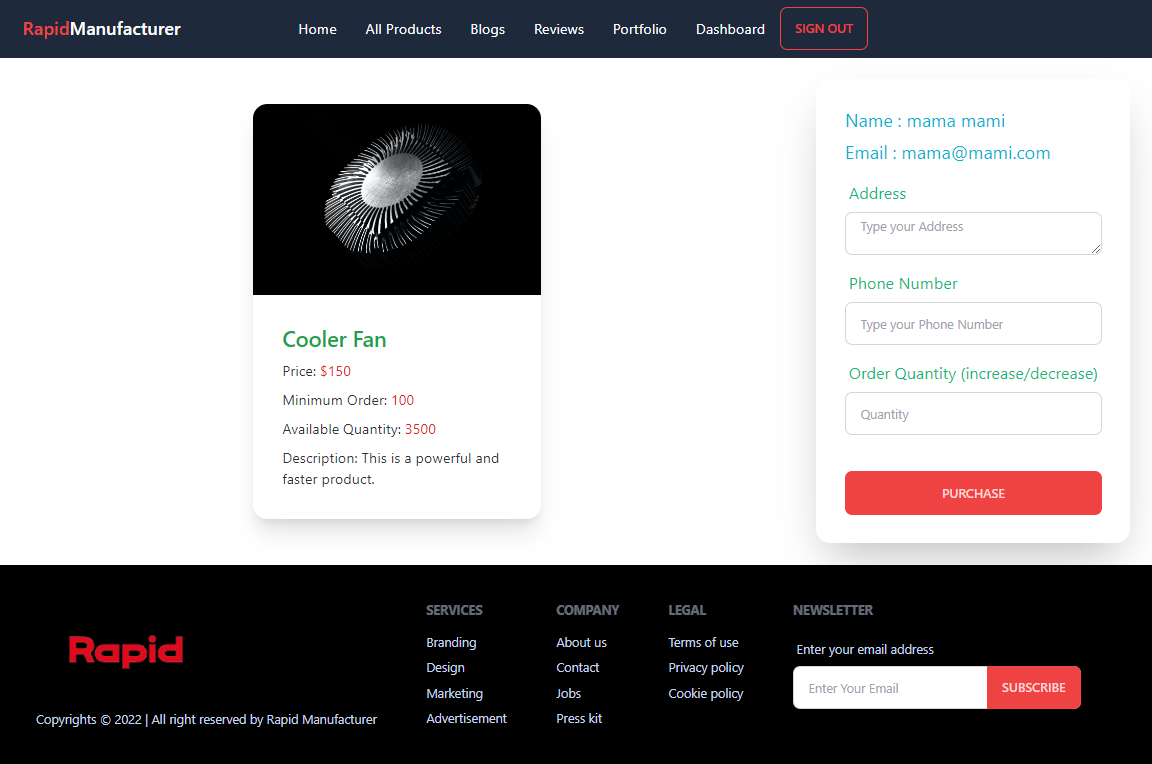 RapidManufacturer
Home
All Products
Blogs
Reviews
Portfolio
Dashboard
SIGN OUT
Cooler Fan
Price: $150
Minimum Order: 100
Available Quantity: 3500
Description: This is a powerful and
faster product.
Name : mama mami
Email : mama@mami.com
Address
Type your Address
Phone Number
Type your Phone Number
Order Quantity (increase/decrease)
Quantity
PURCHASE
Rapid
Copyrights © 2022 | All right reserved by Rapid Manufacturer
SERVICES
Branding
Design
Marketing
Advertisement
COMPANY
About us
Contact
Jobs
Press kit
LEGAL
Terms of use
Privacy policy
Cookie policy
NEWSLETTER
Enter your email address
Enter Your Email
SUBSCRIBE